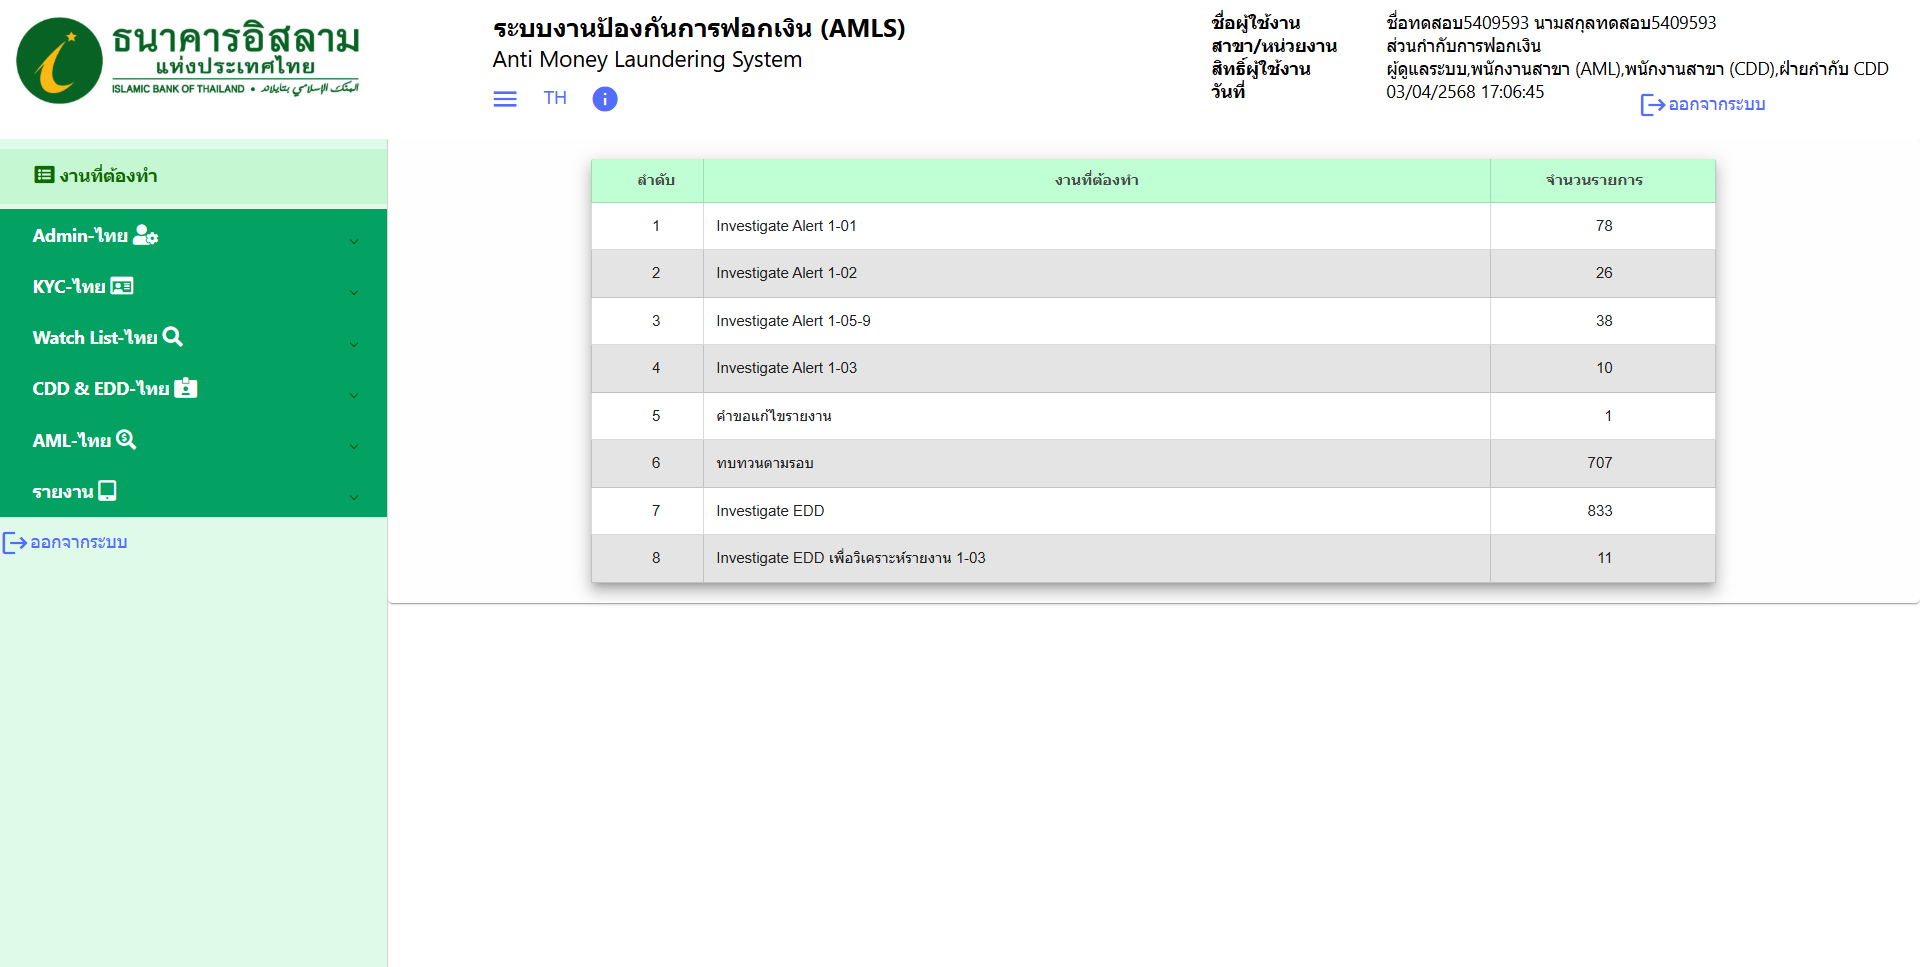 ธนาคารอิสลาม
แห่งประเทศไทย
ISLAMIC BANK OF THAILAND •
ระบบงานป้องกันการฟอกเงิน (AMLS)
Anti Money Laundering System
TH
ชื่อผู้ใช้งาน ชื่อทดสอบ5409593 นามสกุลทดสอบ5409593
สาขา/หน่วยงาน ส่วนกำกับการฟอกเงิน
สิทธิ์ผู้ใช้งาน ผู้ดูแลระบบ,พนักงานสาขา (AML),พนักงานสาขา (CDD),ฝ่ายกำกับ CDD
วันที่ 03/04/2568 17:06:45
ออกจากระบบ
งานที่ต้องทำ
Admin-ไทย
KYC-ไทย
Watch List-ไทย
CDD & EDD-ไทย
AML-ไทย
รายงาน
ออกจากระบบ
ลำดับ งานที่ต้องทำ จำนวนรายการ
1 Investigate Alert 1-01 78
2 Investigate Alert 1-02 26
3 Investigate Alert 1-05-9 38
4 Investigate Alert 1-03 10
5 คำขอแก้ไขรายงาน 1
6 ทบทวนตามรอบ 707
7 Investigate EDD 833
8 Investigate EDD เพื่อวิเคราะห์รายงาน 1-03 11